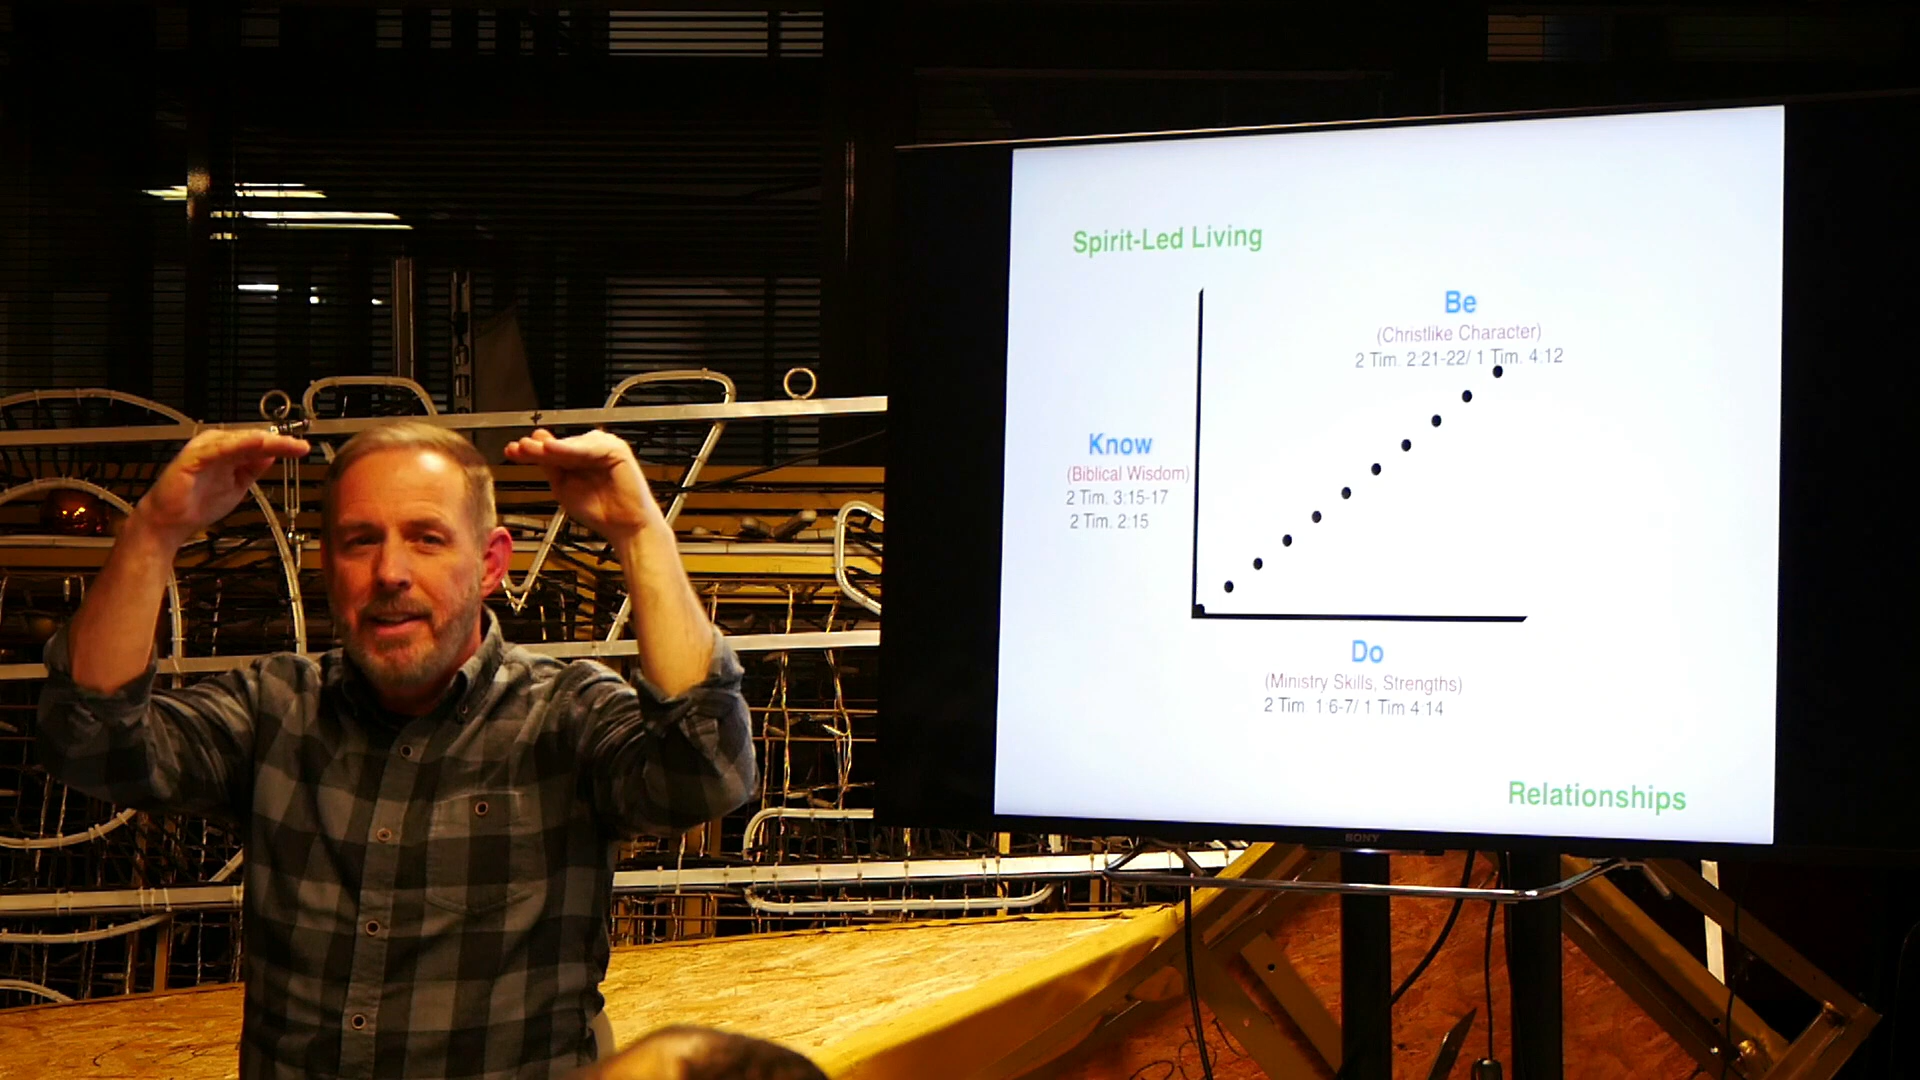 Spirit-Led Living
Be
(Christlike Character)
2 Tim. 2:21-22/ 1 Tim. 4:12
Know
(Biblical Wisdom)
2 Tim. 3:15-17
2 Tim. 2:15
Do
(Ministry Skills, Strengths)
2 Tim 1:6-7/ 1 Tim 4:14
Relationships
SONY